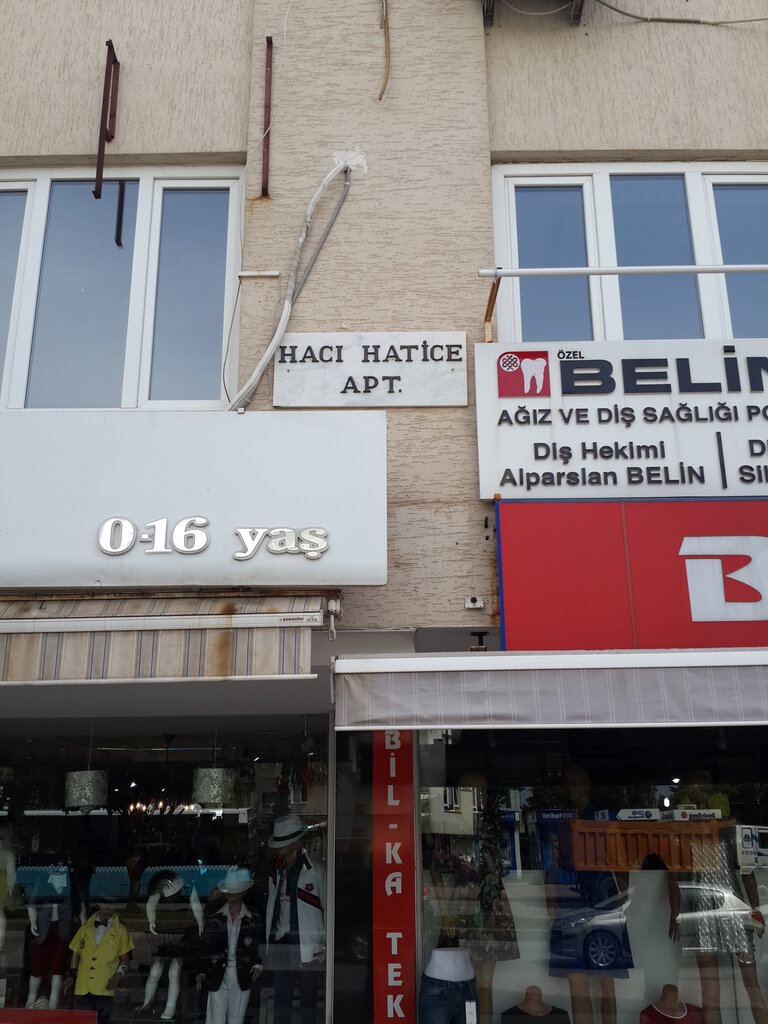 HACI HATİCE
APT.
ÖZEL
BELİN
AĞIZ VE DİŞ SAĞLIĞI
Diş Hekimi
Alparslan BELİN
0-16 yaş
B
BİL-KA TEK